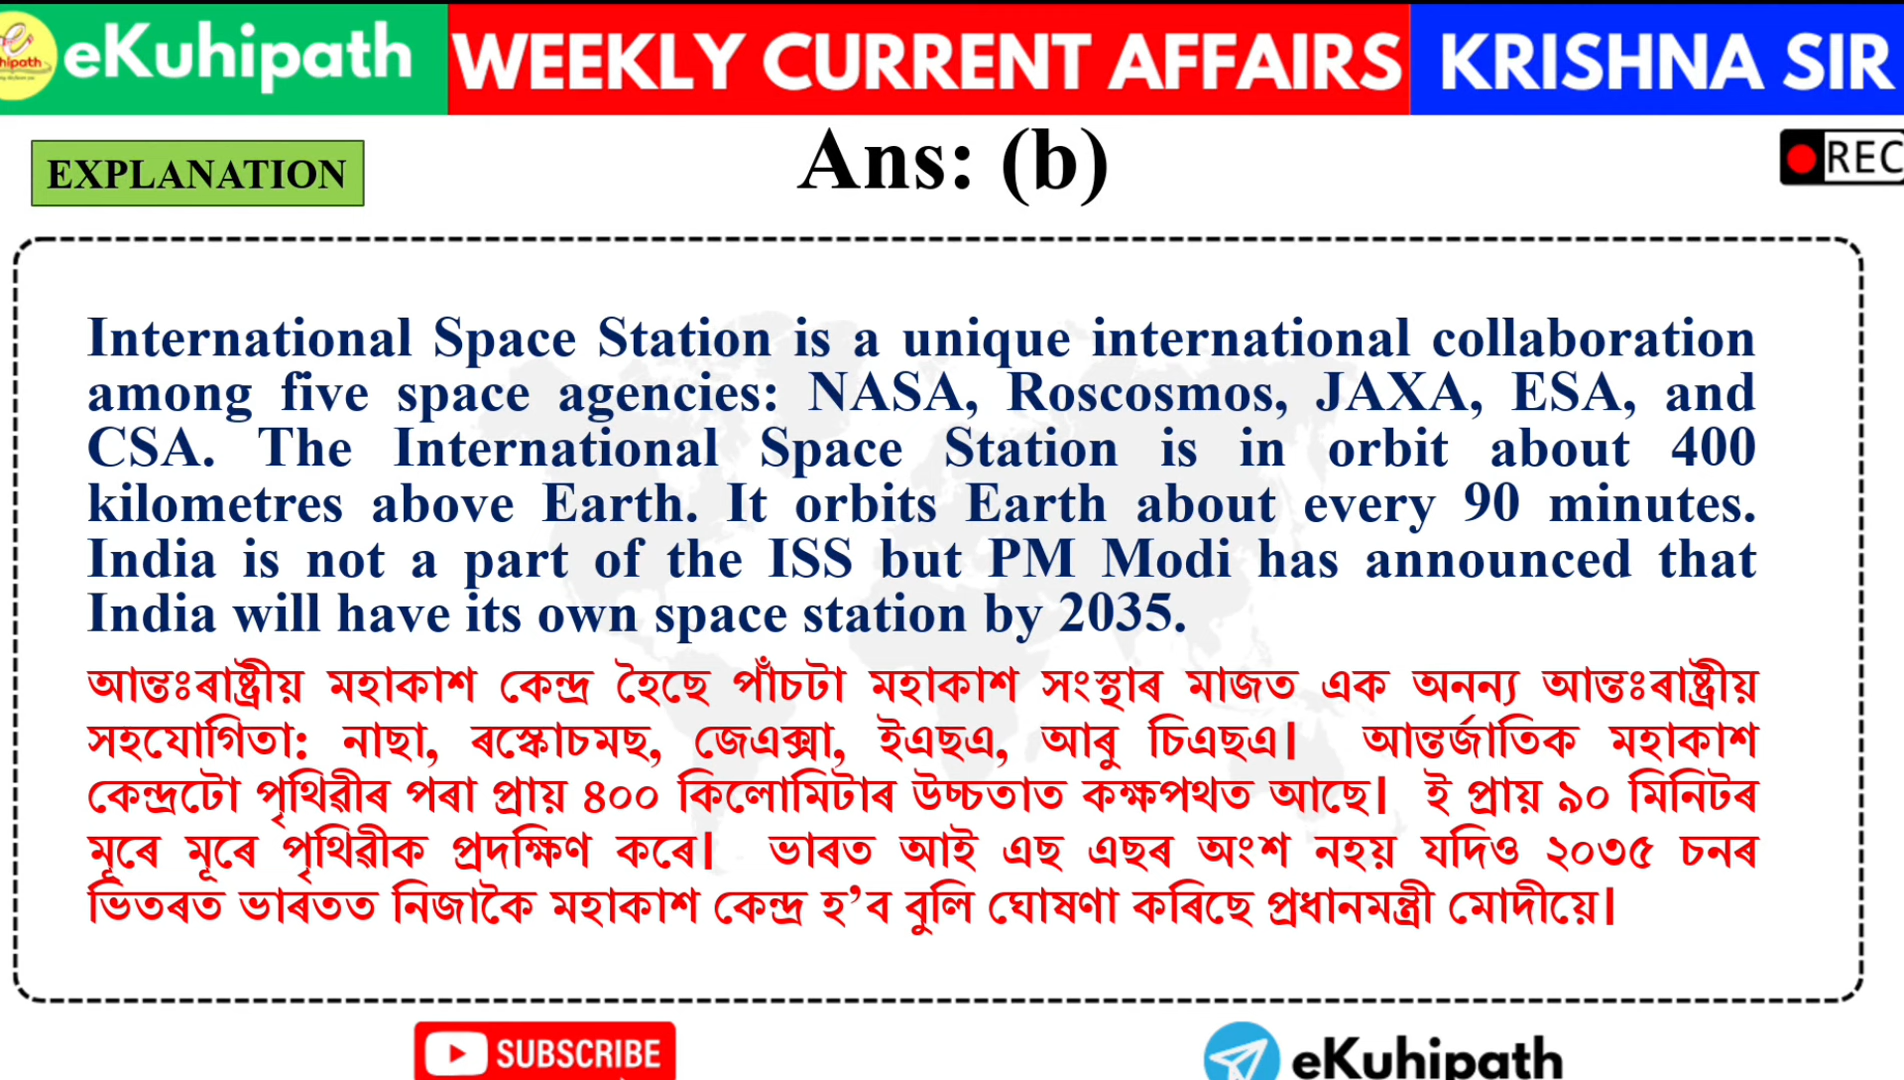 hipath
eKuhipath
WEEKLY CURRENT AFFAIRS
KRISHNA SIR
EXPLANATION
Ans: (b)
REC
International Space Station is a unique international collaboration
among five space agencies: NASA, Roscosmos, JAXA, ESA, and
CSA. The International Space Station is in orbit about 400
kilometres above Earth. It orbits Earth about every 90 minutes.
India is not a part of the ISS but PM Modi has announced that
India will have its own space station by 2035.
আন্তঃৰাষ্ট্ৰীয় মহাকাশ কেন্দ্ৰ হৈছে পাঁচটা মহাকাশ সংস্থাৰ মাজত এক অনন্য আন্তঃৰাষ্ট্ৰীয়
সহযোগিতা: নাছা, ৰস্কোচমছ, জেএক্সা, ইএছএ, আৰু চিএছএ। আন্তৰ্জাতিক মহাকাশ
কেন্দ্ৰটো পৃথিৱীৰ পৰা প্ৰায় ৪০০ কিলোমিটাৰ উচ্চতাত কক্ষপথত আছে। ই প্ৰায় ৯০ মিনিটৰ
মূৰে মূৰে পৃথিৱীক প্ৰদক্ষিণ কৰে। ভাৰত আই এছ এছৰ অংশ নহয় যদিও ২০৩৫ চনৰ
ভিতৰত ভাৰতত নিজাকৈ মহাকাশ কেন্দ্ৰ হ’ব বুলি ঘোষণা কৰিছে প্ৰধানমন্ত্ৰী মোদীয়ে।
SUBSCRIBE
eKuhipath